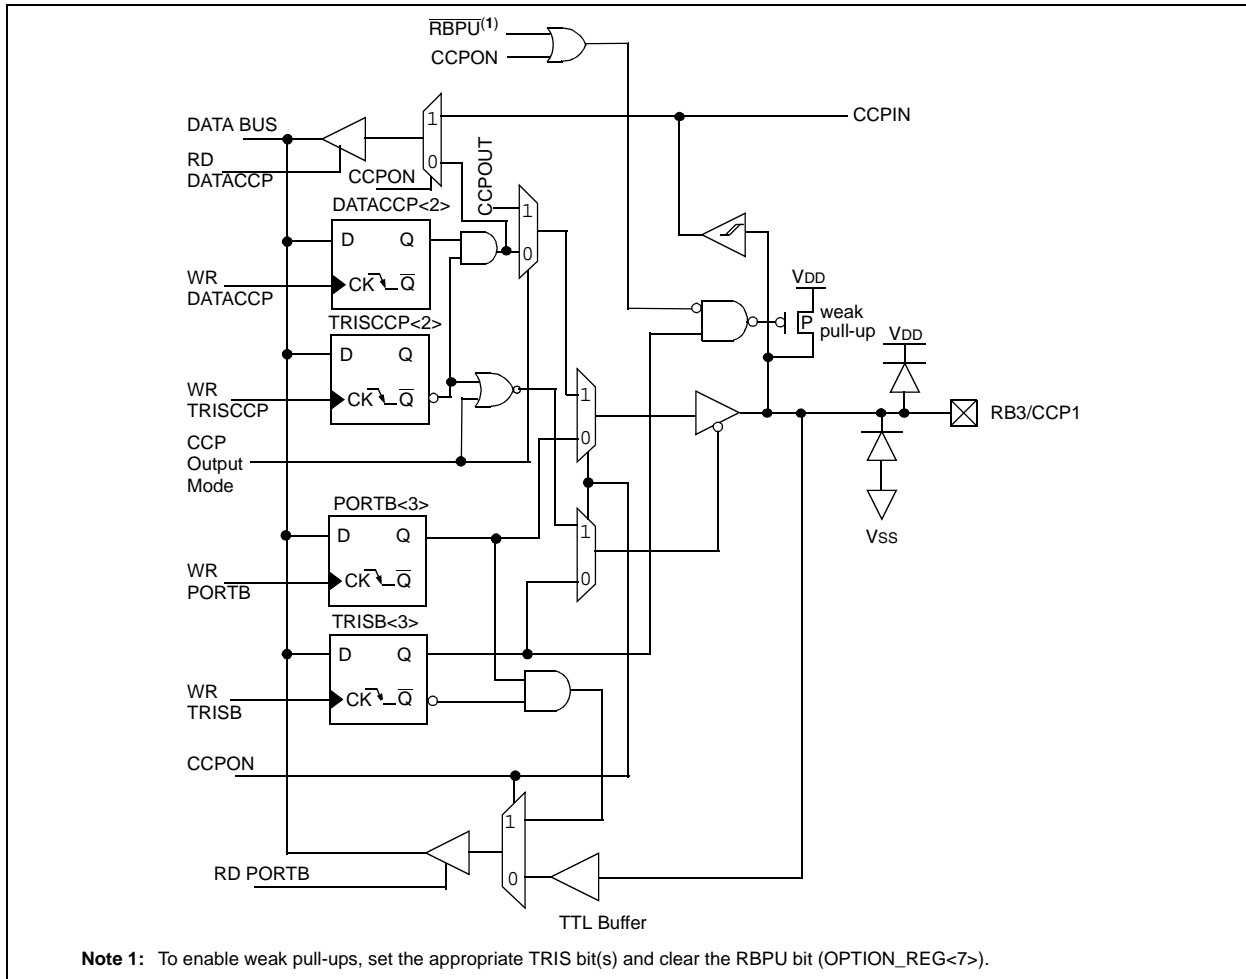 R̅B̅P̅U̅(1)
CCPON
CCPIN
1
DATA BUS
RD
DATACCP
0
CCPON
CCPOUT
1
0
DATACCP<2>
D Q
CK Q̅
WR
DATACCP
VDD
P
weak
pull-up
VDD
TRISCCP<2>
D Q
CK Q̅
WR
TRISCCP
1
0
RB3/CCP1
CCP
Output
Mode
PORTB<3>
D Q
CK Q̅
WR
PORTB
1
0
VSS
TRISB<3>
D Q
CK Q̅
WR
TRISB
CCPON
1
0
RD PORTB
TTL Buffer
Note 1: To enable weak pull-ups, set the appropriate TRIS bit(s) and clear the RBPU bit (OPTION_REG<7>).